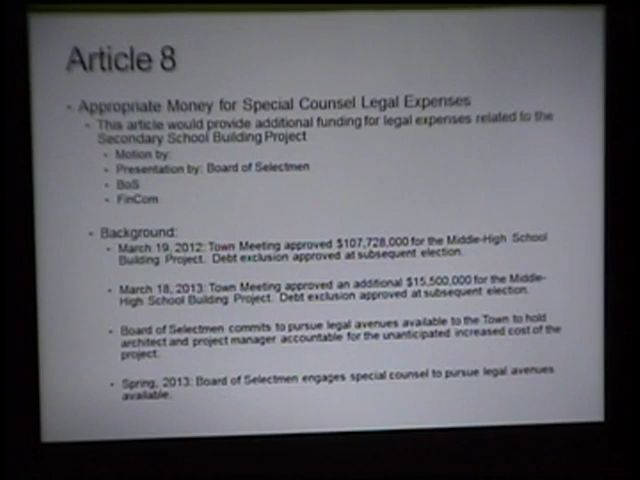 Article 8
• Appropriate Money for Special Counsel Legal Expenses
• This article would provide additional funding for legal expenses related to the
Secondary School Building Project
• Motion by:
• Presentation by: Board of Selectmen
• BoS
• FinCom
• Background:
• March 19, 2012: Town Meeting approved $107,728,000 for the Middle-High School
Building Project. Debt exclusion approved at subsequent election.
• March 18, 2013: Town Meeting approved an additional $15,500,000 for the Middle-
High School Building Project. Debt exclusion approved at subsequent election.
• Board of Selectmen commits to pursue legal avenues available to the Town to hold
architect and project manager accountable for the unanticipated increased cost of the
project.
• Spring, 2013: Board of Selectmen engages special counsel to pursue legal avenues
available.